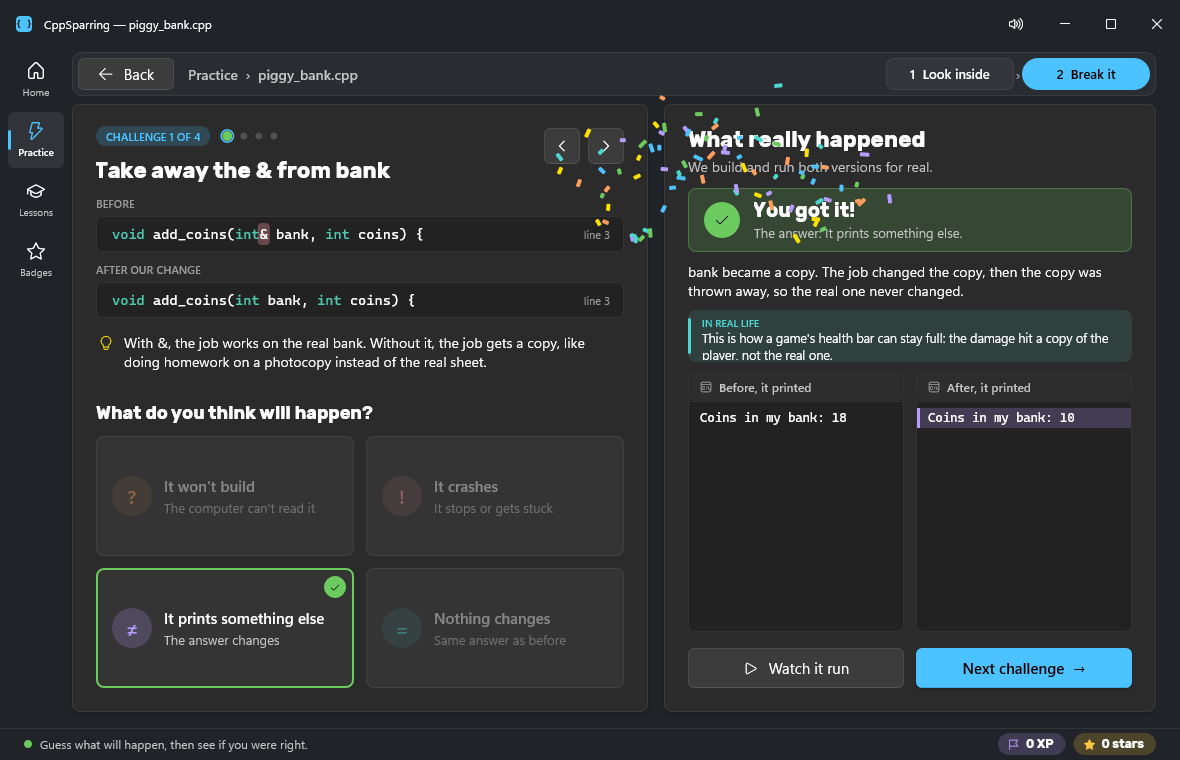 CppSparring — piggy_bank.cpp
Home
Practice
Lessons
Badges
← Back
Practice › piggy_bank.cpp
1 Look inside
›
2 Break it
CHALLENGE 1 OF 4
Take away the & from bank
BEFORE
void add_coins(int& bank, int coins) {
line 3
AFTER OUR CHANGE
void add_coins(int bank, int coins) {
line 3
With &, the job works on the real bank. Without it, the job gets a copy, like
doing homework on a photocopy instead of the real sheet.
What do you think will happen?
?
It won't build
The computer can't read it
!
It crashes
It stops or gets stuck
≠
It prints something else
The answer changes
=
Nothing changes
Same answer as before
What really happened
We build and run both versions for real.
You got it!
The answer: It prints something else.
bank became a copy. The job changed the copy, then the copy was
thrown away, so the real one never changed.
IN REAL LIFE
This is how a game's health bar can stay full: the damage hit a copy of the
player, not the real one.
Before, it printed
Coins in my bank: 18
After, it printed
Coins in my bank: 10
Watch it run
Next challenge →
Guess what will happen, then see if you were right.
0 XP
0 stars